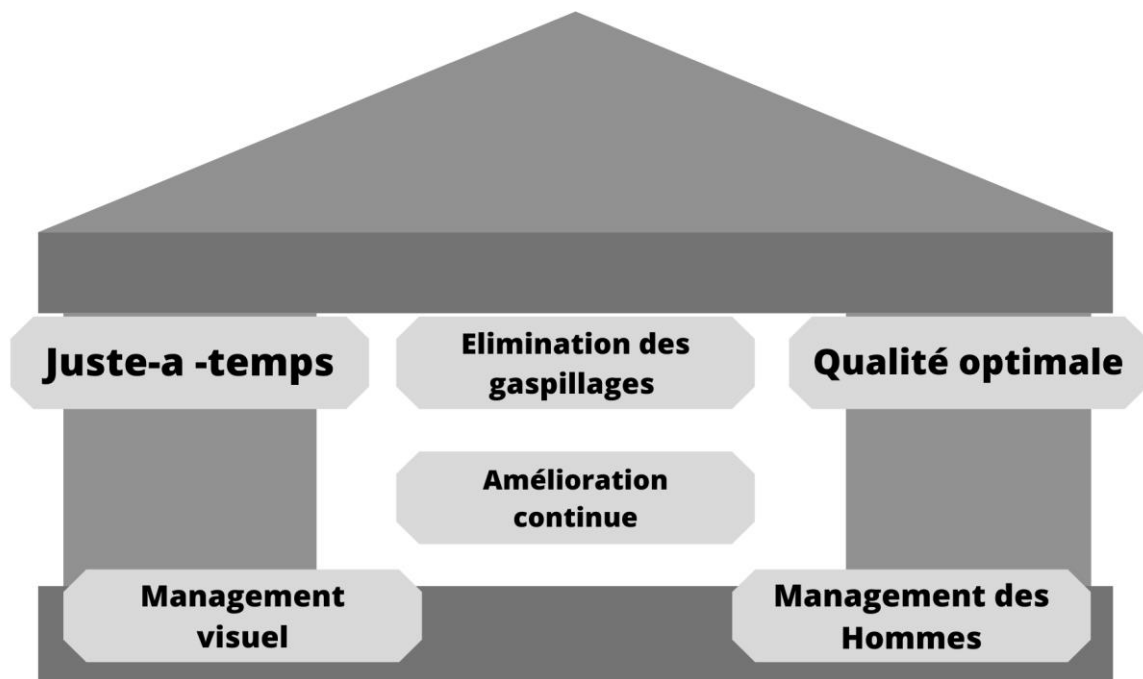 Juste-a -temps
Elimination des
gaspillages
Qualité optimale
Amélioration
continue
Management
visuel
Management des
Hommes